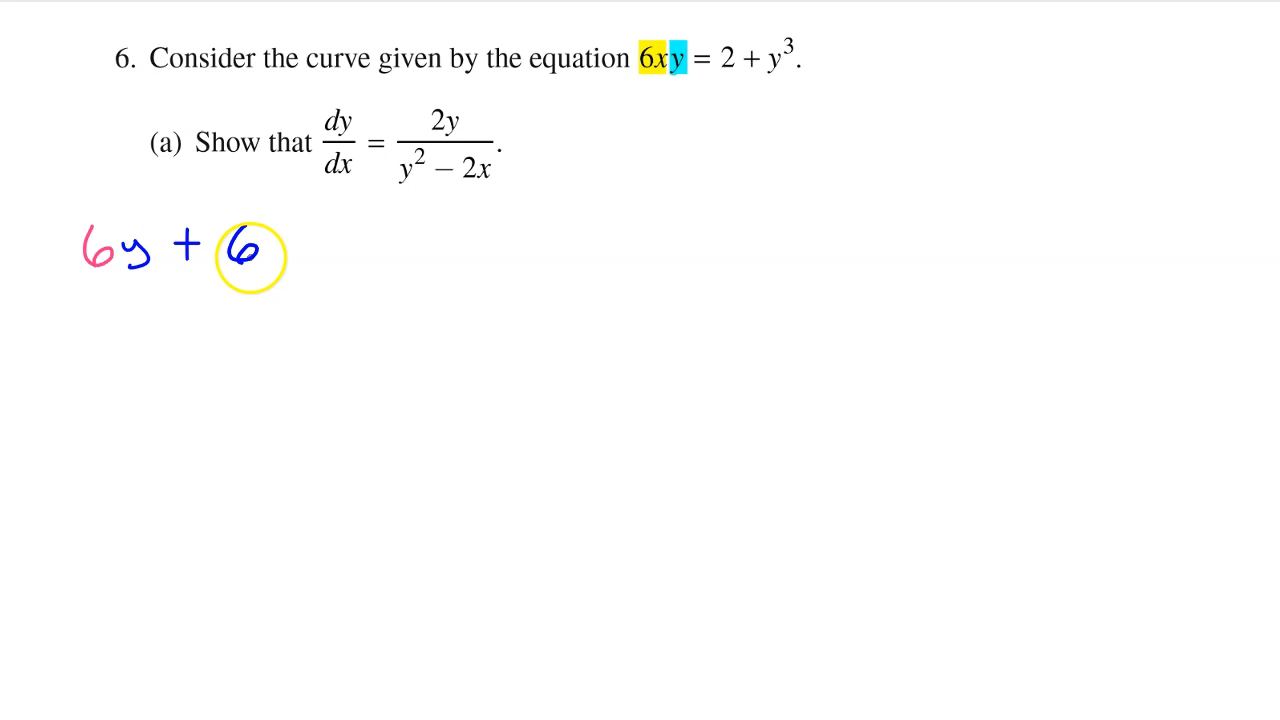 6. Consider the curve given by the equation 6xy = 2 + y³.
(a) Show that dy/dx = 2y/(y² − 2x).
6y + 6